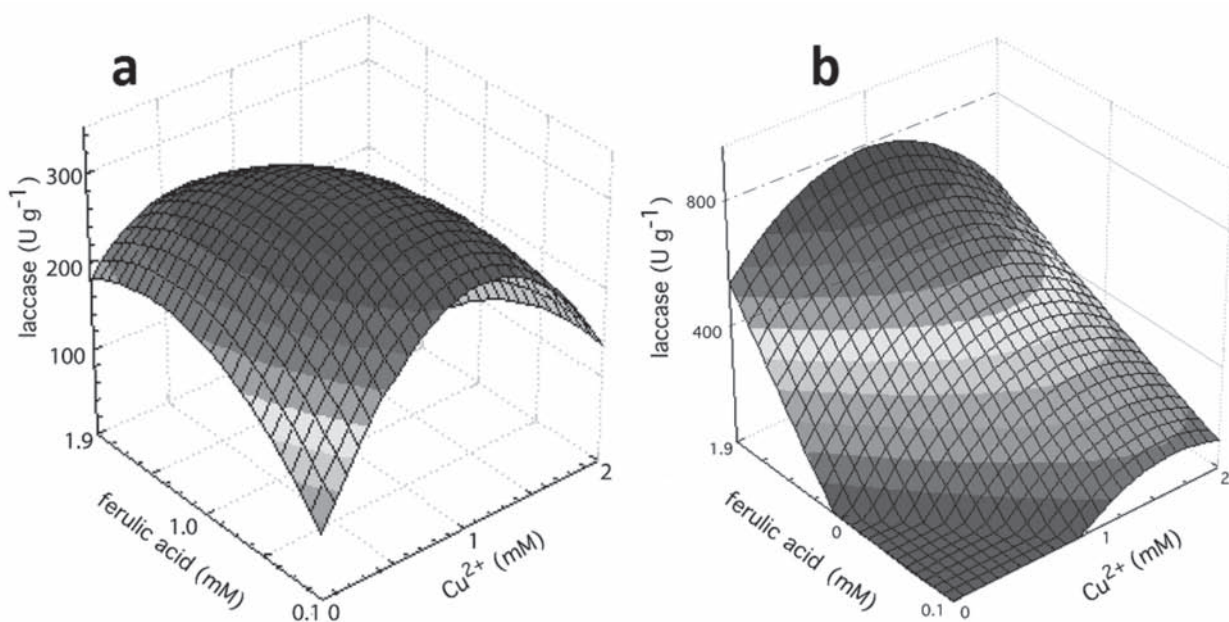 a
300
200
100
1.9
laccase (U g⁻¹)
ferulic acid (mM)
1.0
0.1
0
1
2
Cu²⁺ (mM)
b
800
400
1.9
laccase (U g⁻¹)
ferulic acid (mM)
0
0.1
0
1
2
Cu²⁺ (mM)